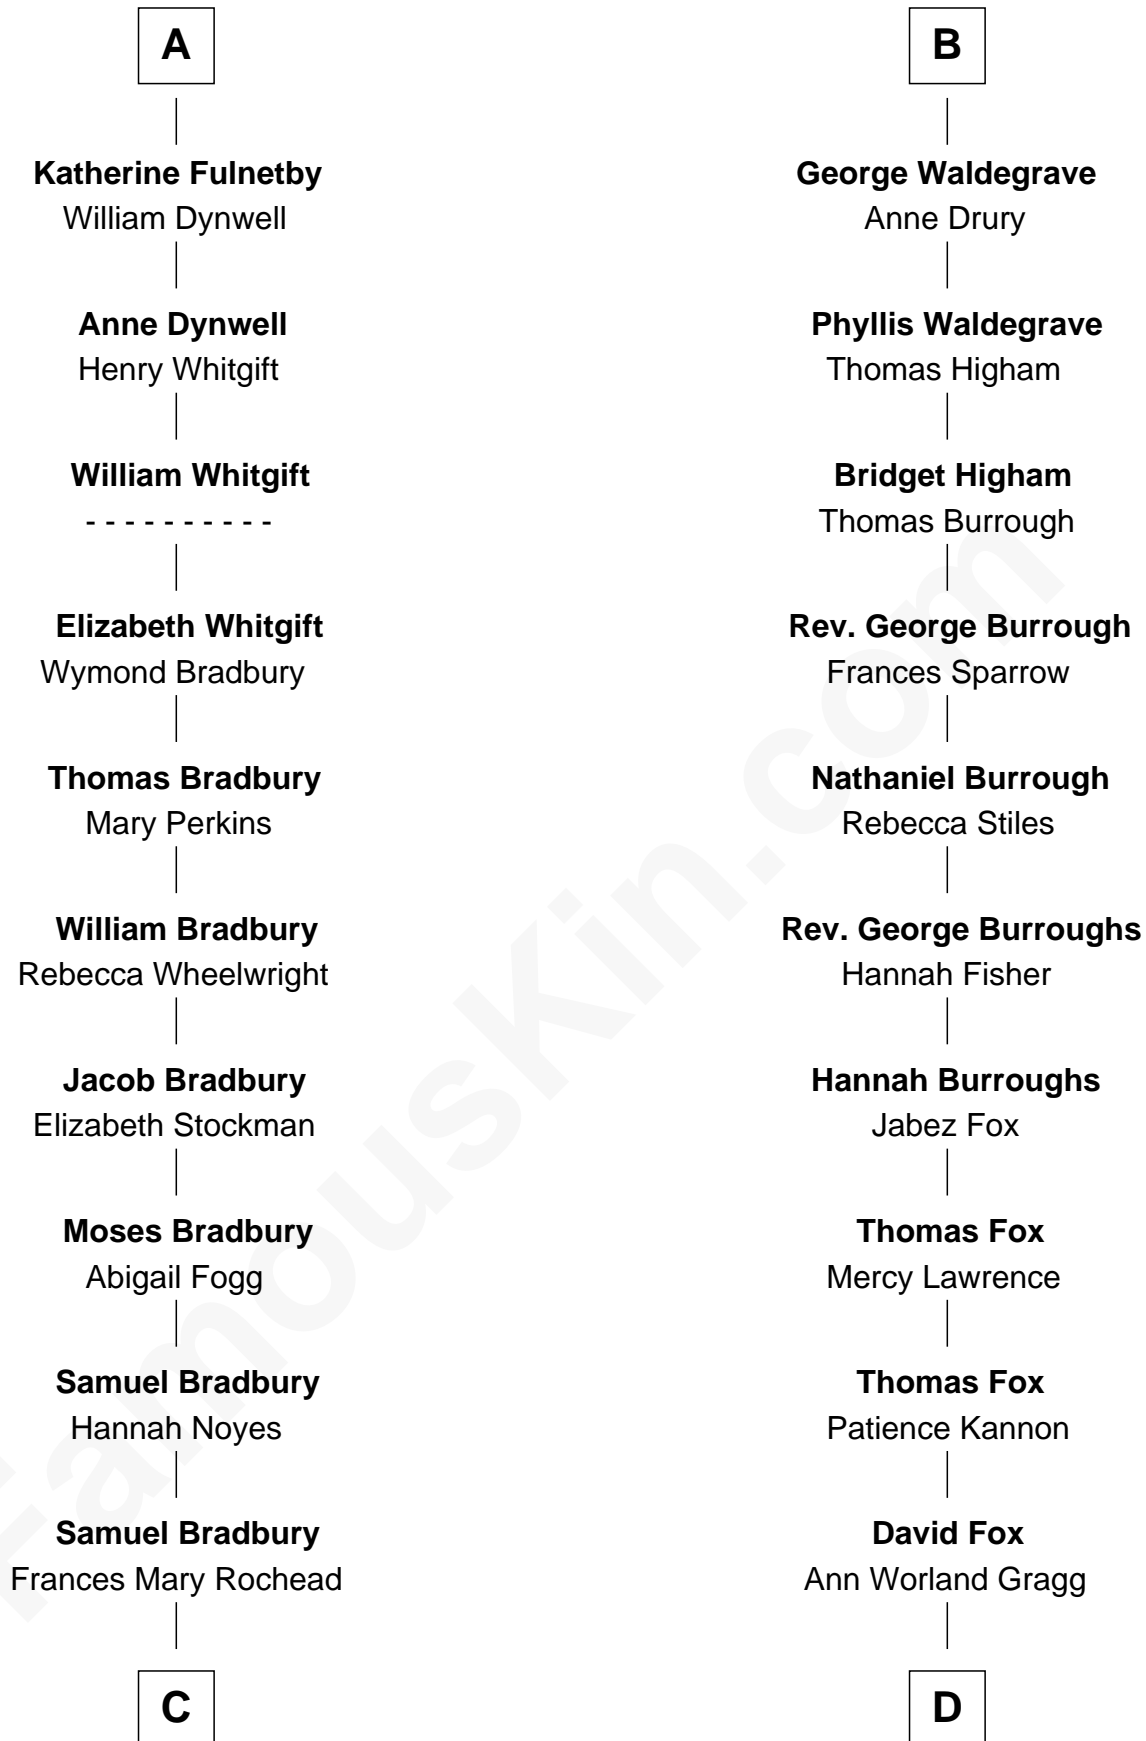 A
Katherine Fulnetby
William Dynwell
Anne Dynwell
Henry Whitgift
William Whitgift
- - - - - - - - - -
Elizabeth Whitgift
Wymond Bradbury
Thomas Bradbury
Mary Perkins
William Bradbury
Rebecca Wheelwright
Jacob Bradbury
Elizabeth Stockman
Moses Bradbury
Abigail Fogg
Samuel Bradbury
Hannah Noyes
Samuel Bradbury
Frances Mary Rochead
C
B
George Waldegrave
Anne Drury
Phyllis Waldegrave
Thomas Higham
Bridget Higham
Thomas Burrough
Rev. George Burrough
Frances Sparrow
Nathaniel Burrough
Rebecca Stiles
Rev. George Burroughs
Hannah Fisher
Hannah Burroughs
Jabez Fox
Thomas Fox
Mercy Lawrence
Thomas Fox
Patience Kannon
David Fox
Ann Worland Gragg
D
FamousKin.com